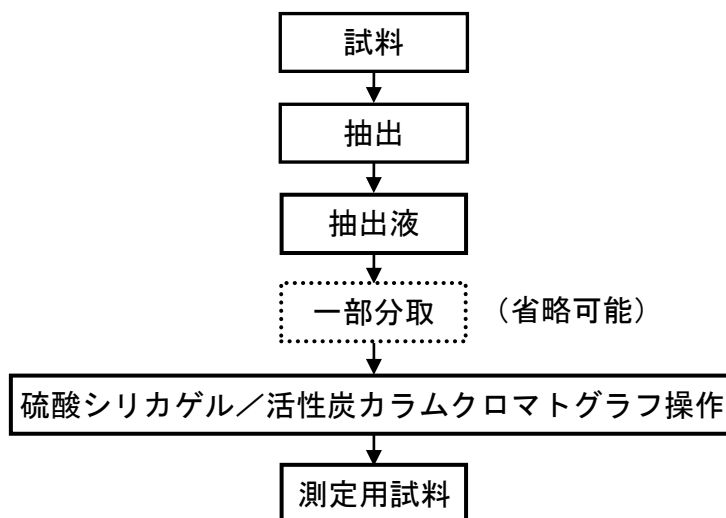 試料
抽出
抽出液
一部分取 （省略可能）
硫酸シリカゲル／活性炭カラムクロマトグラフ操作
測定用試料